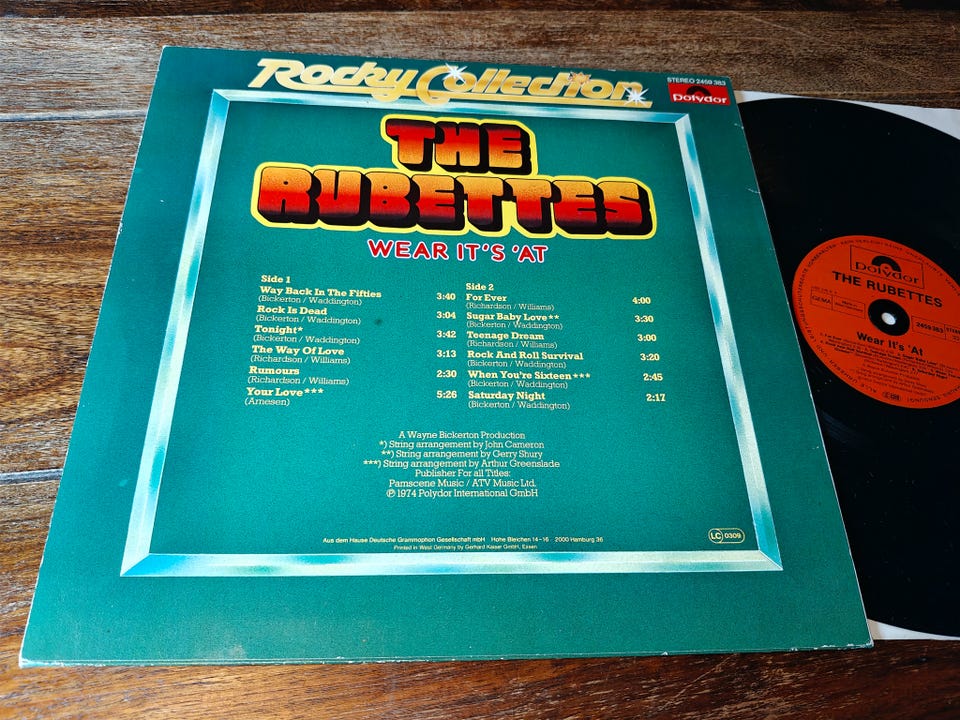 Rocky Collection
STEREO 2459 383
Polydor
THE
RUBETTES
WEAR IT'S 'AT
Side 1
Way Back In The Fifties 3:40
(Bickerton / Waddington)
Rock Is Dead 3:04
(Bickerton / Waddington)
Tonight* 3:42
(Bickerton / Waddington)
The Way Of Love 3:13
(Richardson / Williams)
Rumours 2:30
(Richardson / Williams)
Your Love*** 5:26
(Arnesen)
Side 2
For Ever 4:00
(Richardson / Williams)
Sugar Baby Love** 3:30
(Bickerton / Waddington)
Teenage Dream 3:00
(Richardson / Williams)
Rock And Roll Survival 3:20
(Bickerton / Waddington)
When You're Sixteen*** 2:45
(Bickerton / Waddington)
Saturday Night 2:17
(Bickerton / Waddington)
A Wayne Bickerton Production
*) String arrangement by John Cameron
**) String arrangement by Gerry Shury
***) String arrangement by Arthur Greenslade
Publisher For all Titles:
Pamscene Music / ATV Music Ltd.
℗ 1974 Polydor International GmbH
Aus dem Hause Deutsche Grammophon Gesellschaft mbH Hohe Bleichen 14-16 2000 Hamburg 36
Printed in West Germany by Gerhard Kaiser GmbH, Essen
LC 0309
Polydor
THE RUBETTES
GEMA
2459 383
Wear It's 'At